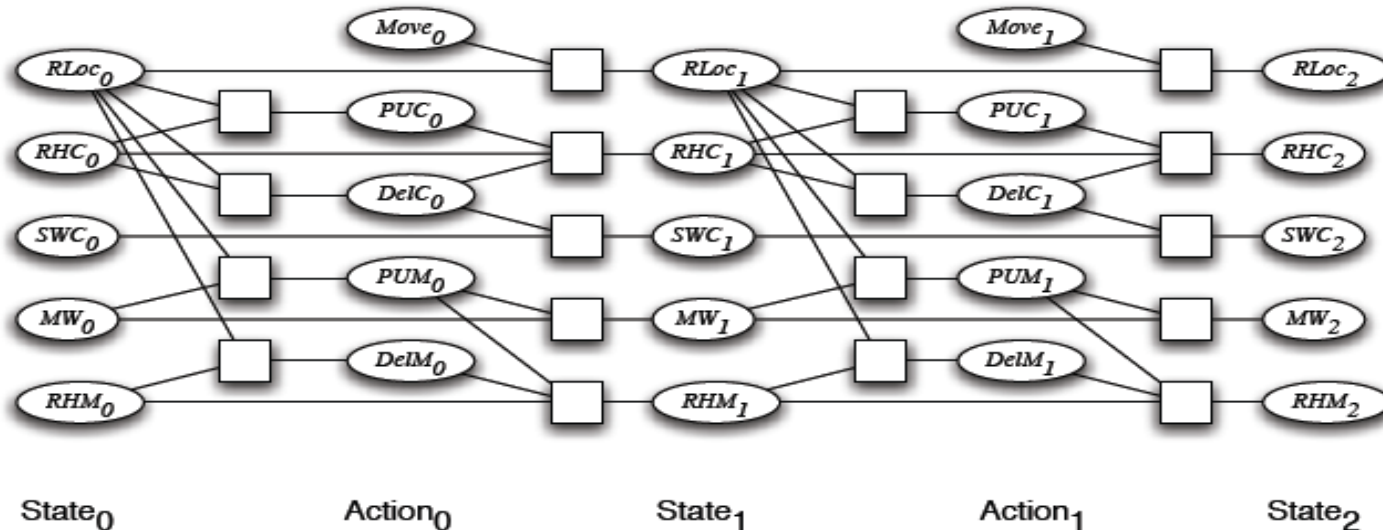 Move0 Move1
RLoc0 RLoc1 RLoc2
PUC0 PUC1
RHC0 RHC1 RHC2
DelC0 DelC1
SWC0 SWC1 SWC2
PUM0 PUM1
MW0 MW1 MW2
DelM0 DelM1
RHM0 RHM1 RHM2
State0 Action0 State1 Action1 State2